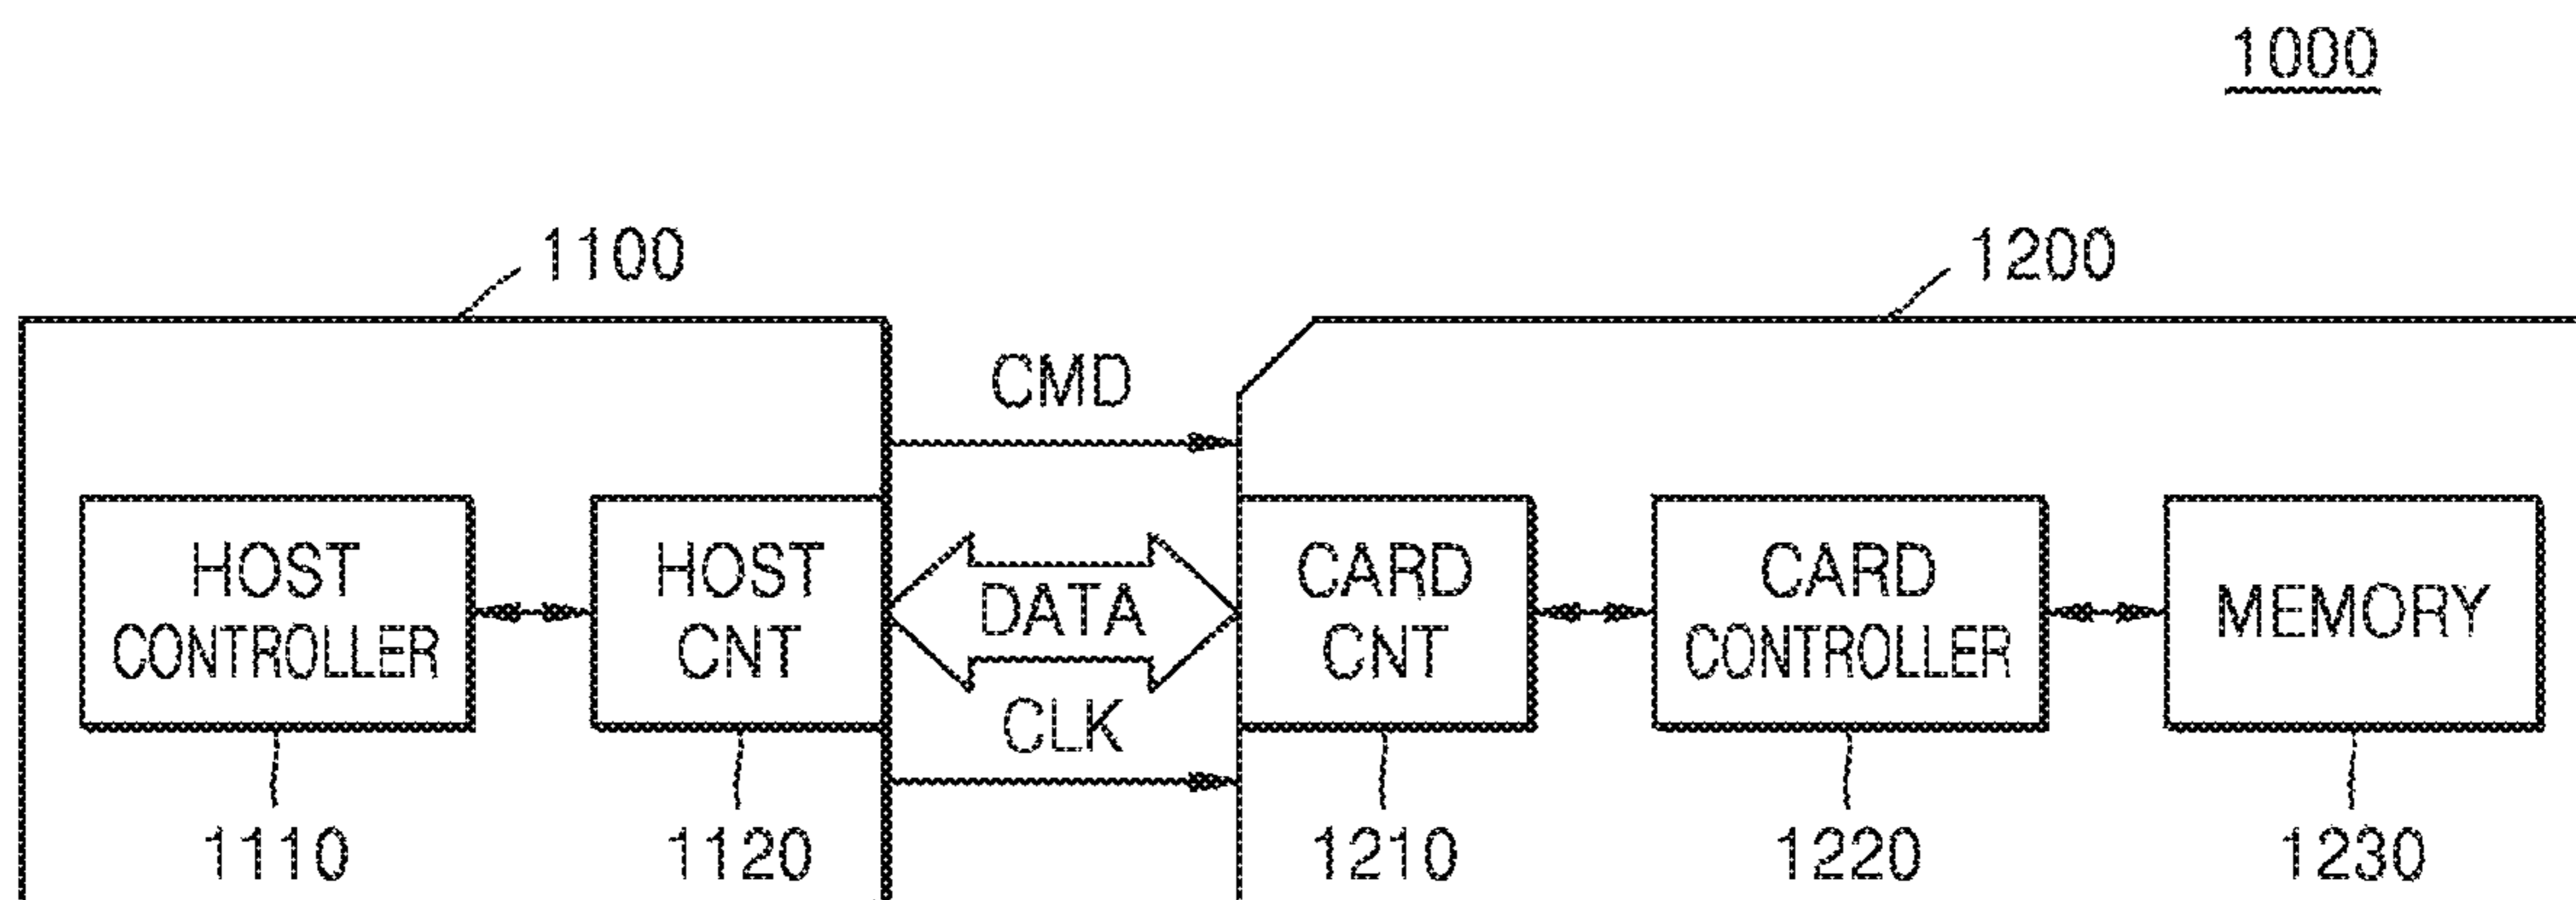 1000
1100
1200
CMD
HOST
CONTROLLER
HOST
CNT
DATA
CARD
CNT
CARD
CONTROLLER
MEMORY
CLK
1110
1120
1210
1220
1230